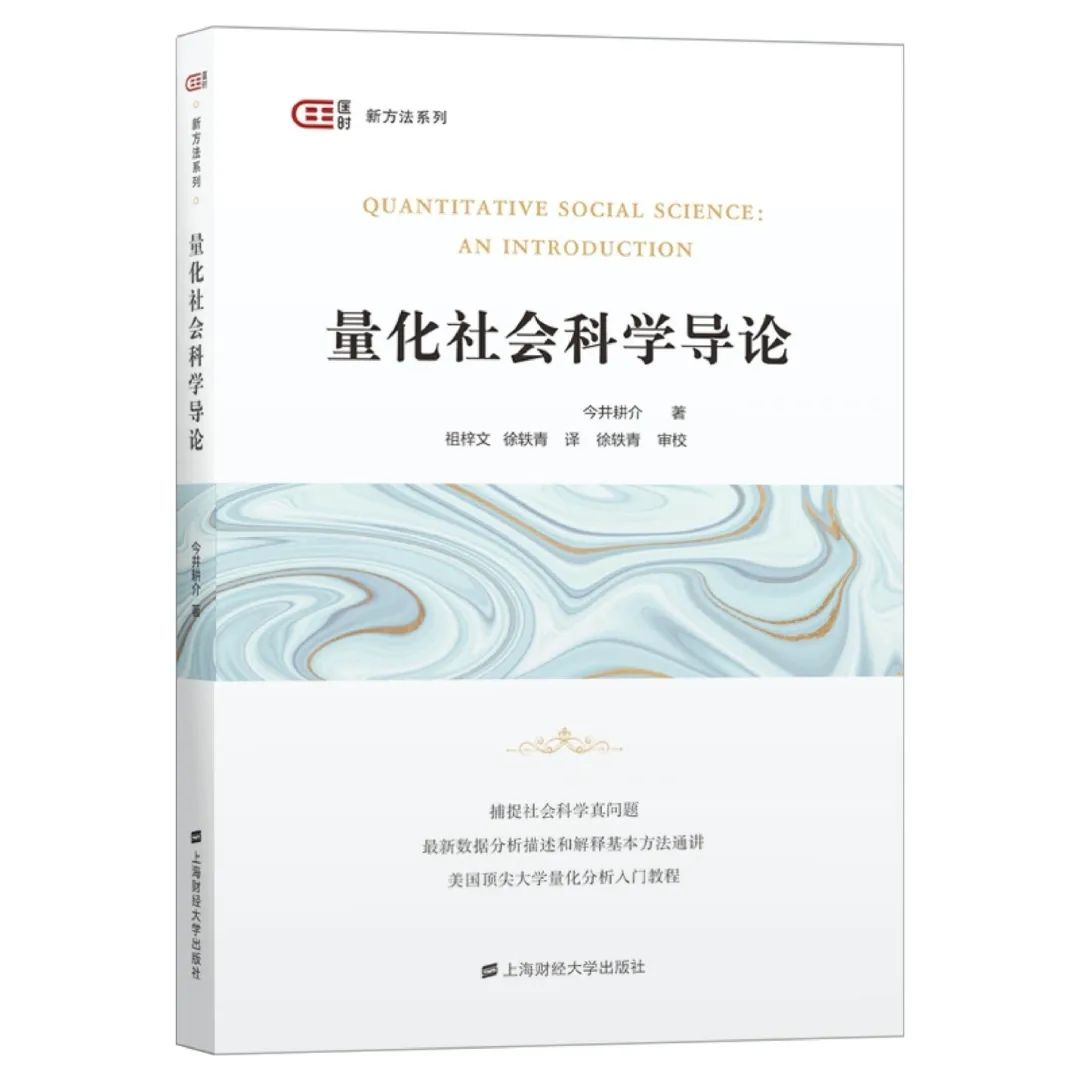 匡时
新方法系列
QUANTITATIVE SOCIAL SCIENCE:
AN INTRODUCTION
量化社会科学导论
今井耕介 著
祖梓文 徐轶青 译 徐轶青 审校
捕捉社会科学真问题
最新数据分析描述和解释基本方法通讲
美国顶尖大学量化分析入门教程
上海财经大学出版社
匡时
新方法系列
量化社会科学导论
今井耕介 著
上海财经大学出版社